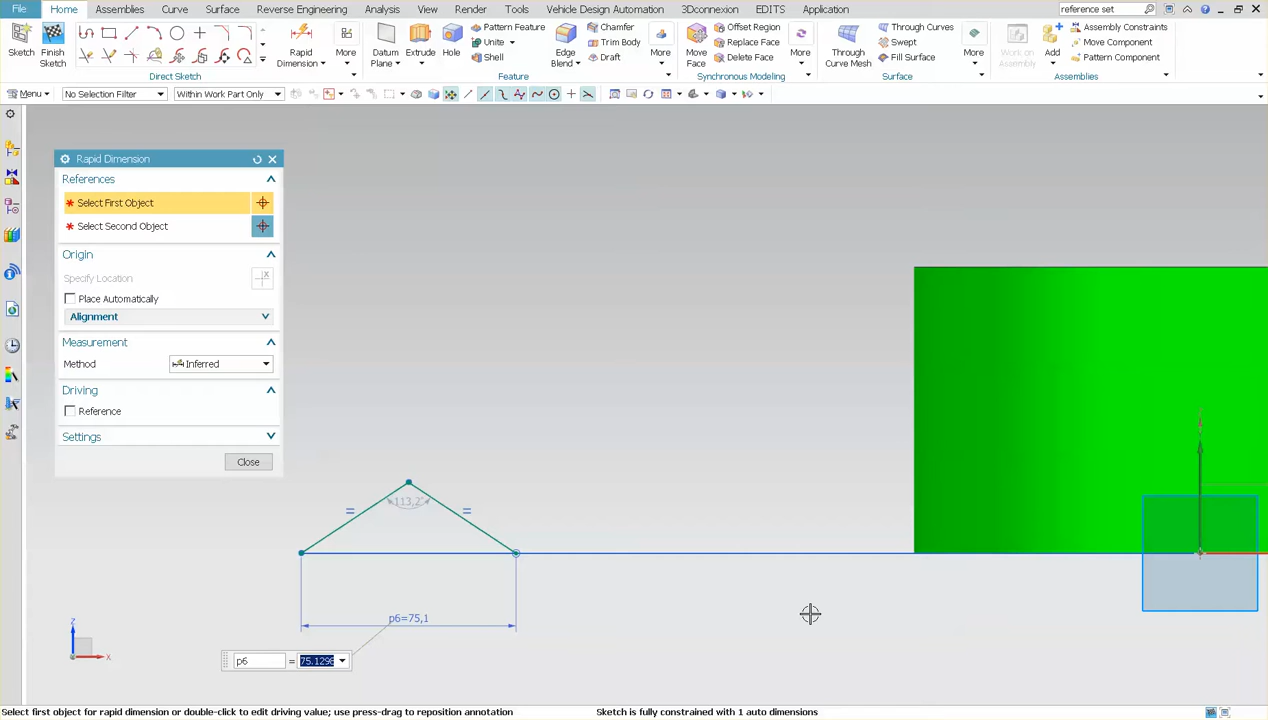 File Home Assemblies Curve Surface Reverse Engineering Analysis View Render Tools Vehicle Design Automation 3Dconnexion EDITS Application reference set
Sketch Finish Sketch Rapid Dimension More Datum Plane Extrude Hole Pattern Feature Unite Shell Edge Blend Chamfer Trim Body Draft More Move Face Offset Region Replace Face Delete Face More Through Curve Mesh Through Curves Swept Fill Surface More Work on Assembly Add Assembly Constraints Move Component Pattern Component
Direct Sketch Feature Synchronous Modeling Surface Assemblies
Menu No Selection Filter Within Work Part Only
Rapid Dimension
References
* Select First Object
* Select Second Object
Origin
Specify Location
Place Automatically
Alignment
Measurement
Method Inferred
Driving
Reference
Settings
Close
113,2°
= =
p6=75,1
p6 = 75.1298
Z
X
Select first object for rapid dimension or double-click to edit driving value; use press-drag to reposition annotation Sketch is fully constrained with 1 auto dimensions